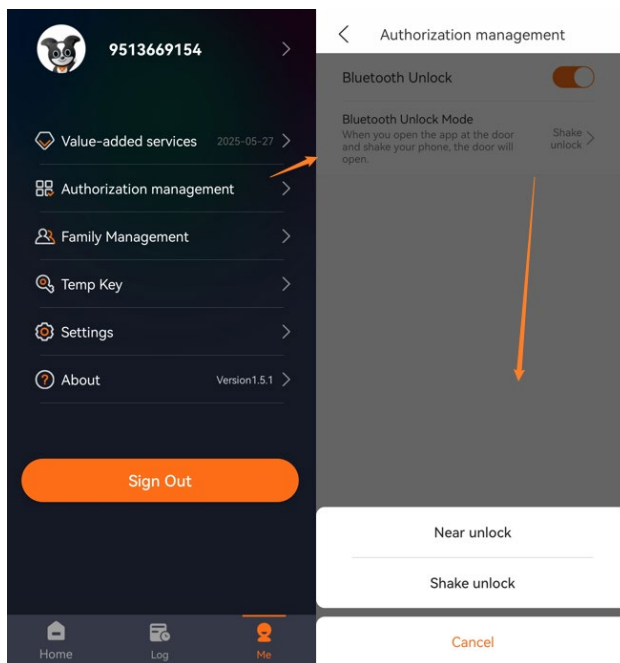 9513669154
Value-added services 2025-05-27
Authorization management
Family Management
Temp Key
Settings
About Version1.5.1
Sign Out
Home Log Me
Authorization management
Bluetooth Unlock
Bluetooth Unlock Mode
When you open the app at the door
and shake your phone, the door will
open.
Shake
unlock
Near unlock
Shake unlock
Cancel